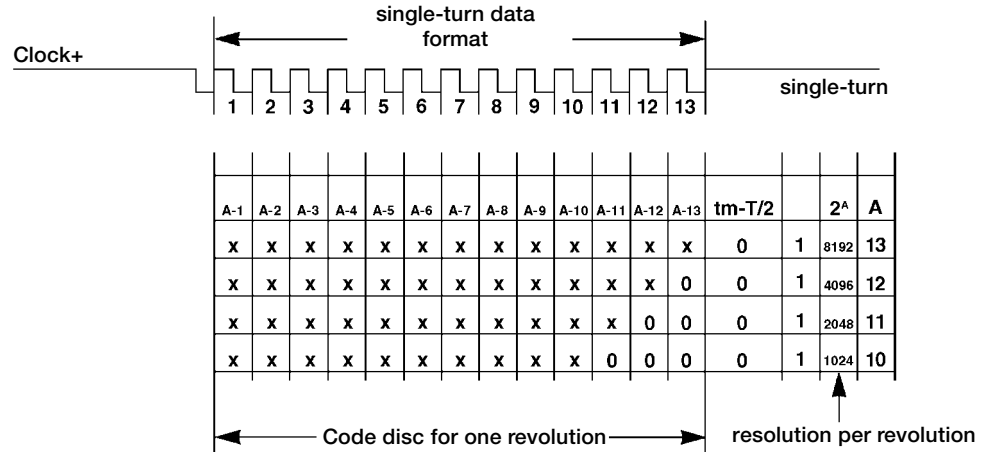 single-turn data
format
Clock+
single-turn
1 2 3 4 5 6 7 8 9 10 11 12 13
A-1 A-2 A-3 A-4 A-5 A-6 A-7 A-8 A-9 A-10 A-11 A-12 A-13 tm-T/2 2ᴬ A
x x x x x x x x x x x x x 0 1 8192 13
x x x x x x x x x x x x 0 0 1 4096 12
x x x x x x x x x x x 0 0 0 1 2048 11
x x x x x x x x x x 0 0 0 0 1 1024 10
Code disc for one revolution
resolution per revolution